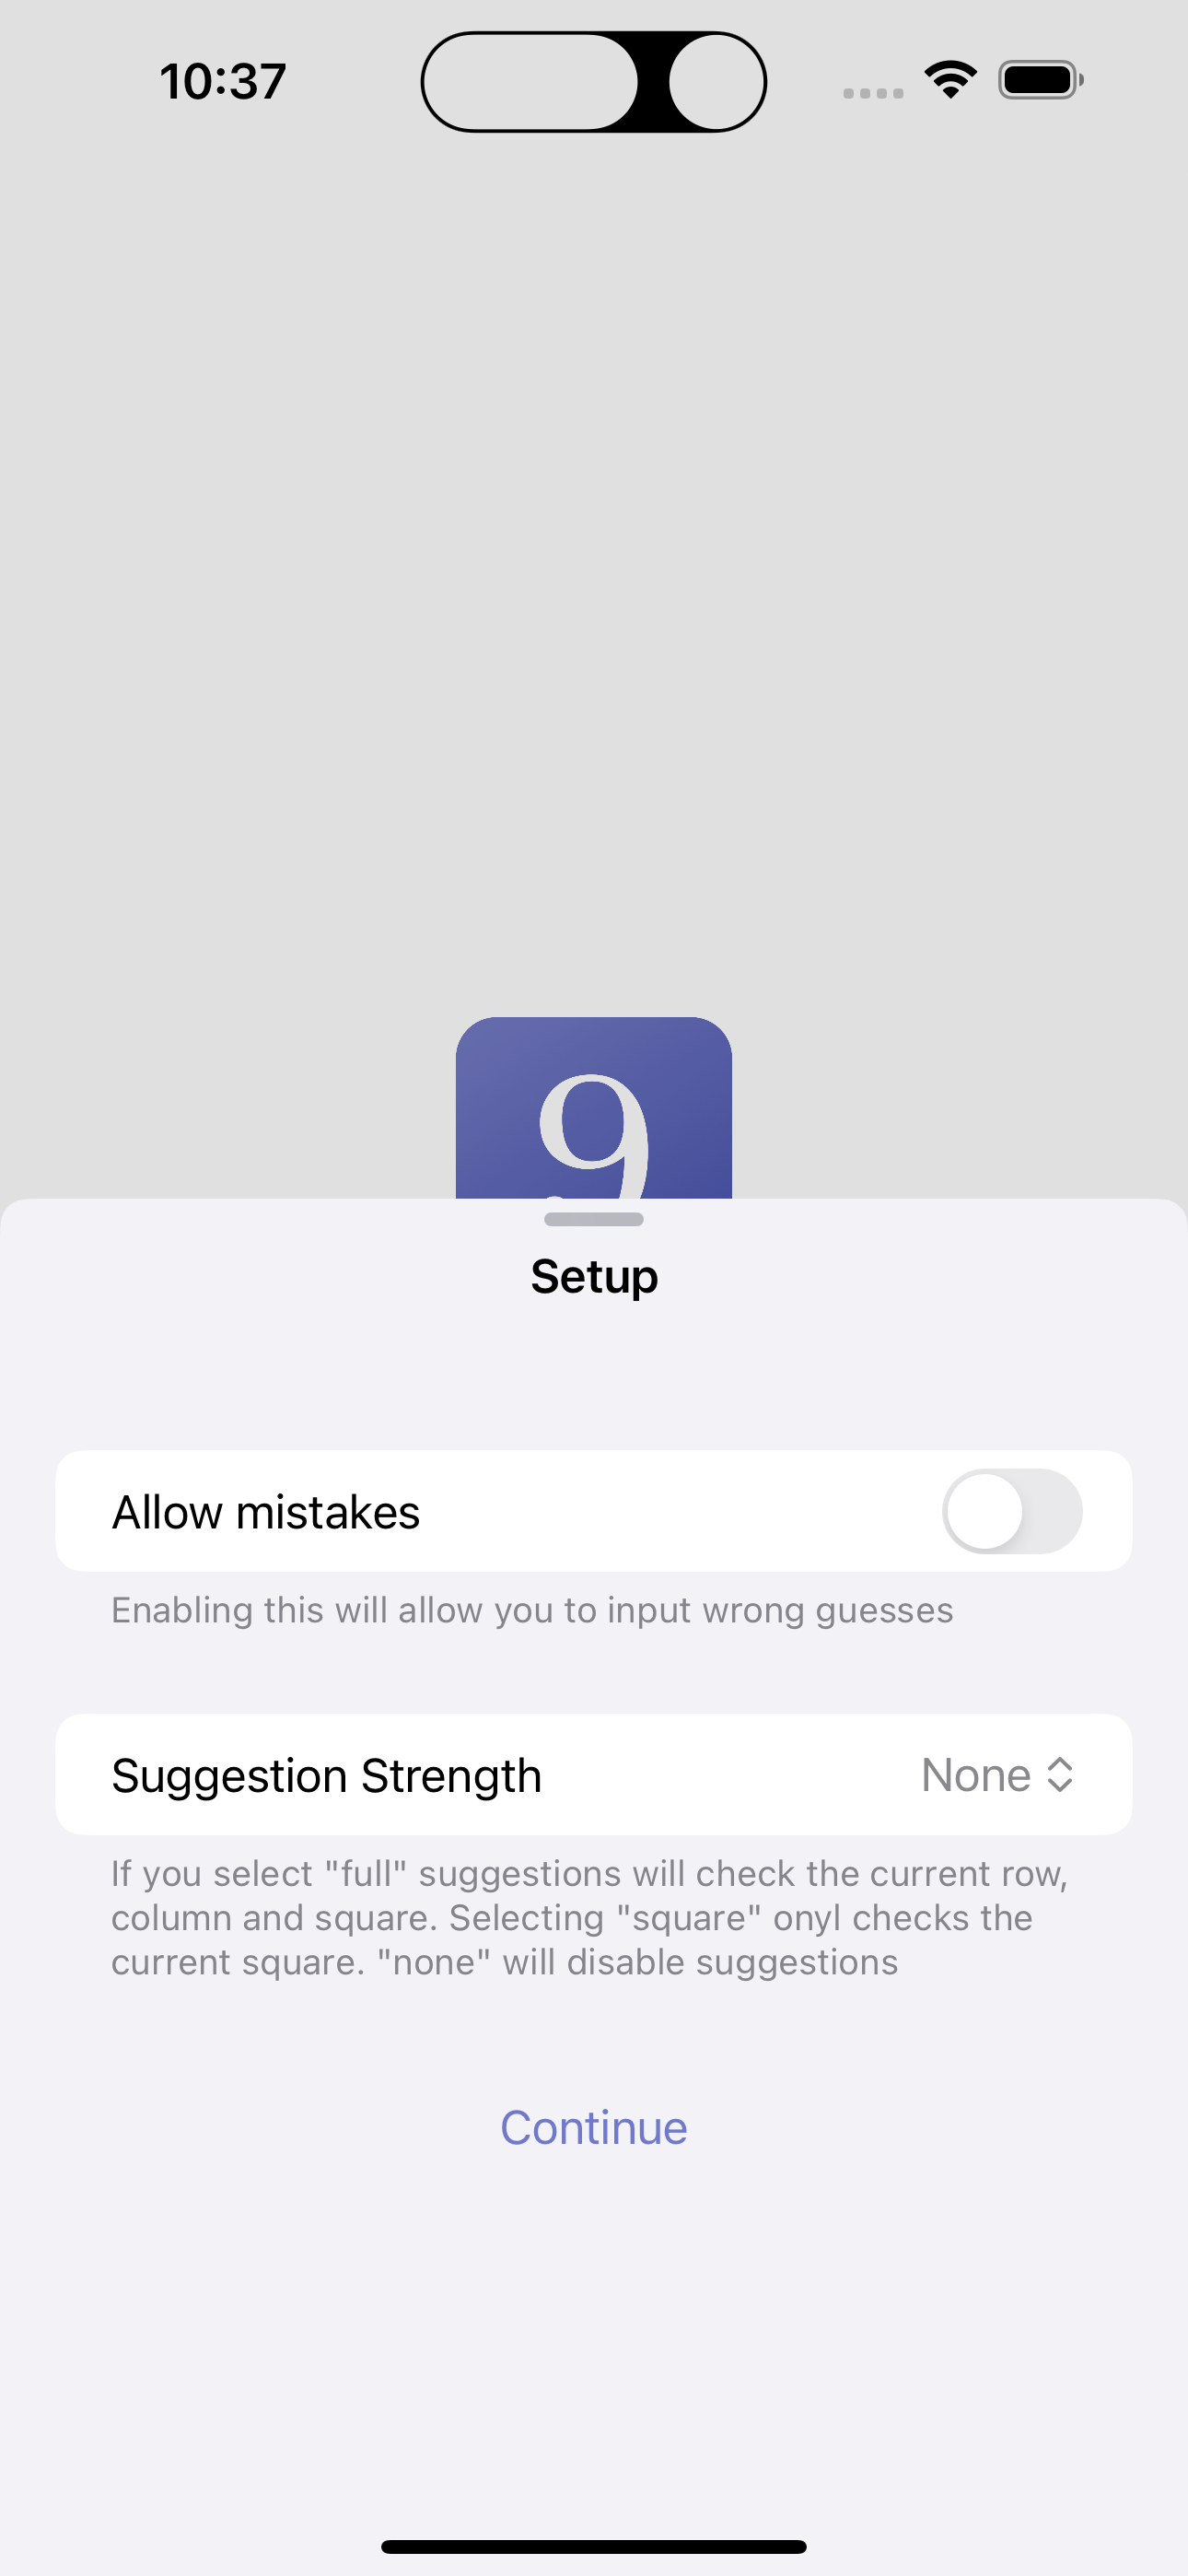 10:37
9
Setup
Allow mistakes
Enabling this will allow you to input wrong guesses
Suggestion Strength
None
If you select "full" suggestions will check the current row,
column and square. Selecting "square" onyl checks the
current square. "none" will disable suggestions
Continue